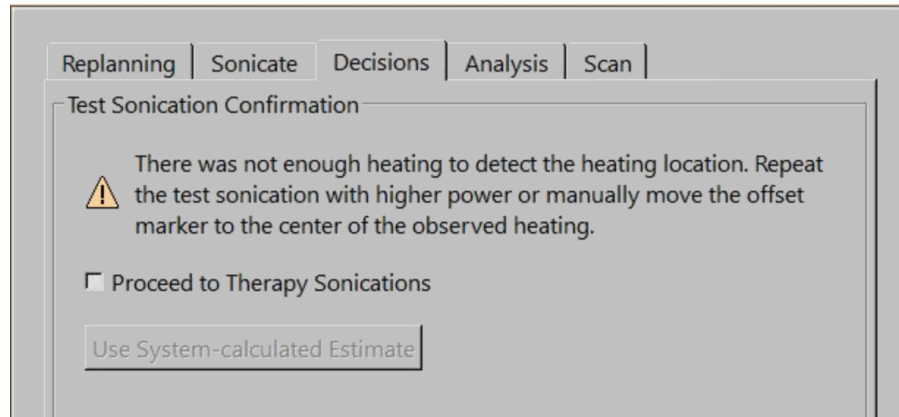 Replanning Sonicate Decisions Analysis Scan
Test Sonication Confirmation
There was not enough heating to detect the heating location. Repeat
the test sonication with higher power or manually move the offset
marker to the center of the observed heating.
Proceed to Therapy Sonications
Use System-calculated Estimate